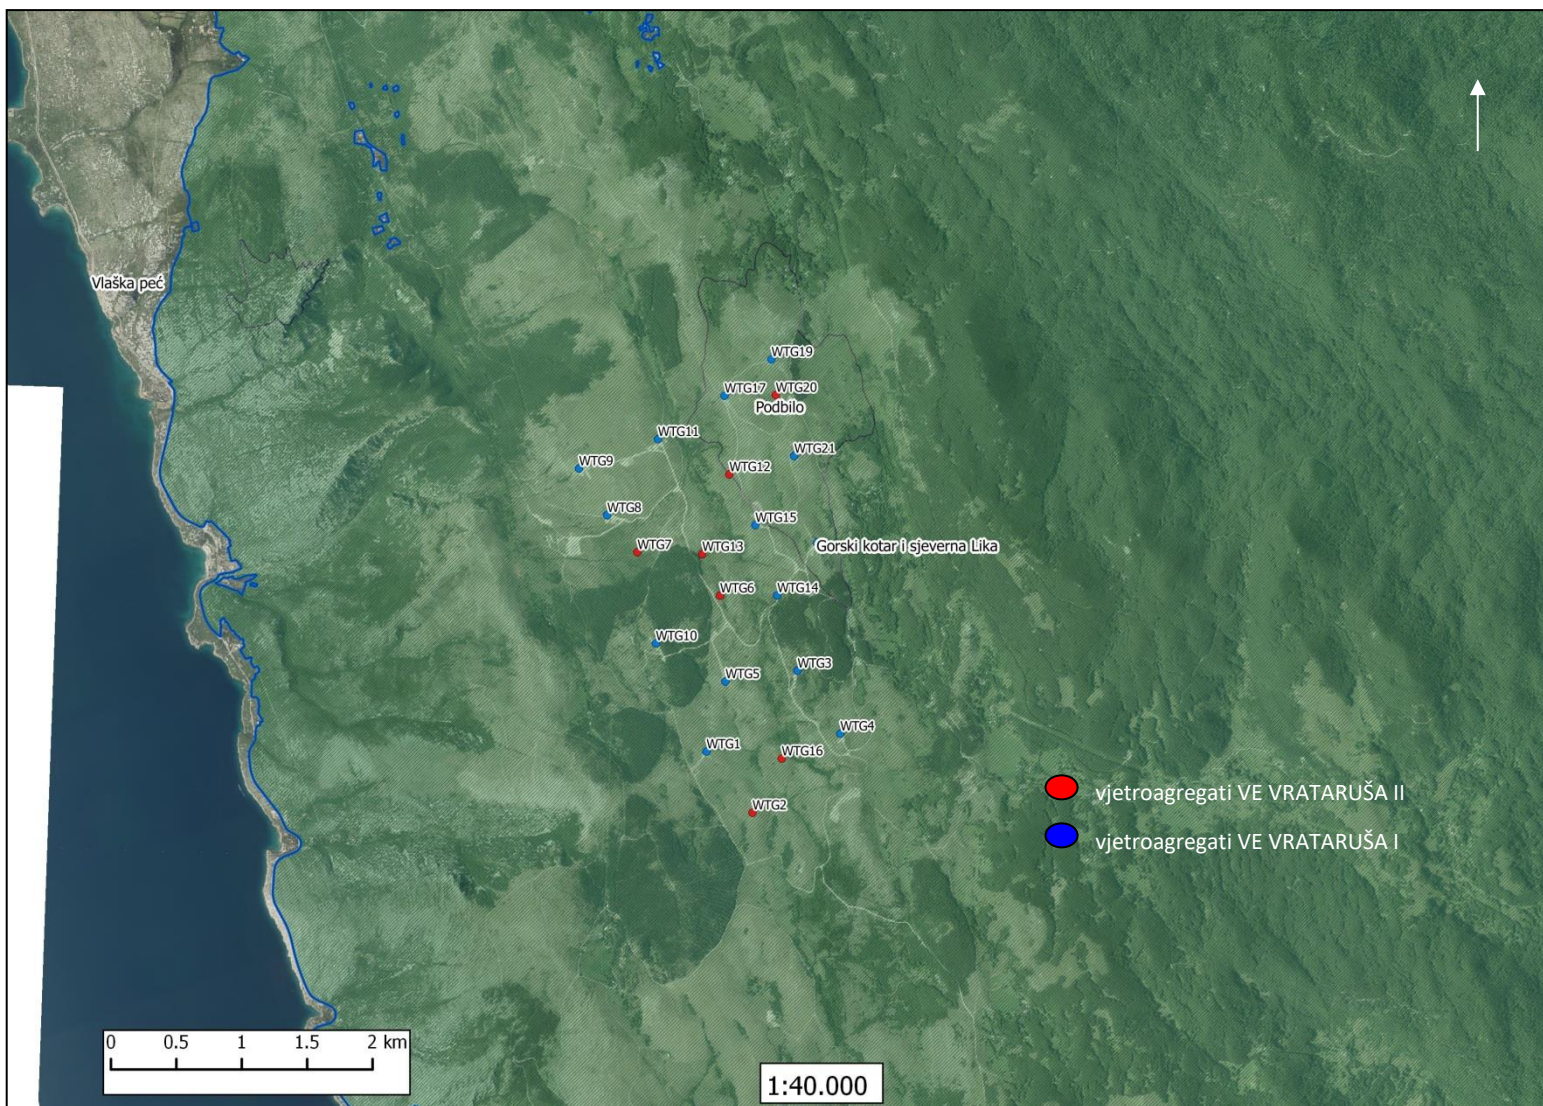 Vlaška peć
WTG19
WTG17
WTG20
Podbilo
WTG11
WTG21
WTG9
WTG12
WTG8
WTG15
WTG7
WTG13
Gorski kotar i sjeverna Lika
WTG6
WTG14
WTG10
WTG3
WTG5
WTG4
WTG1
WTG16
WTG2
vjetroagregati VE VRATARUŠA II
vjetroagregati VE VRATARUŠA I
0 0.5 1 1.5 2 km
1:40.000